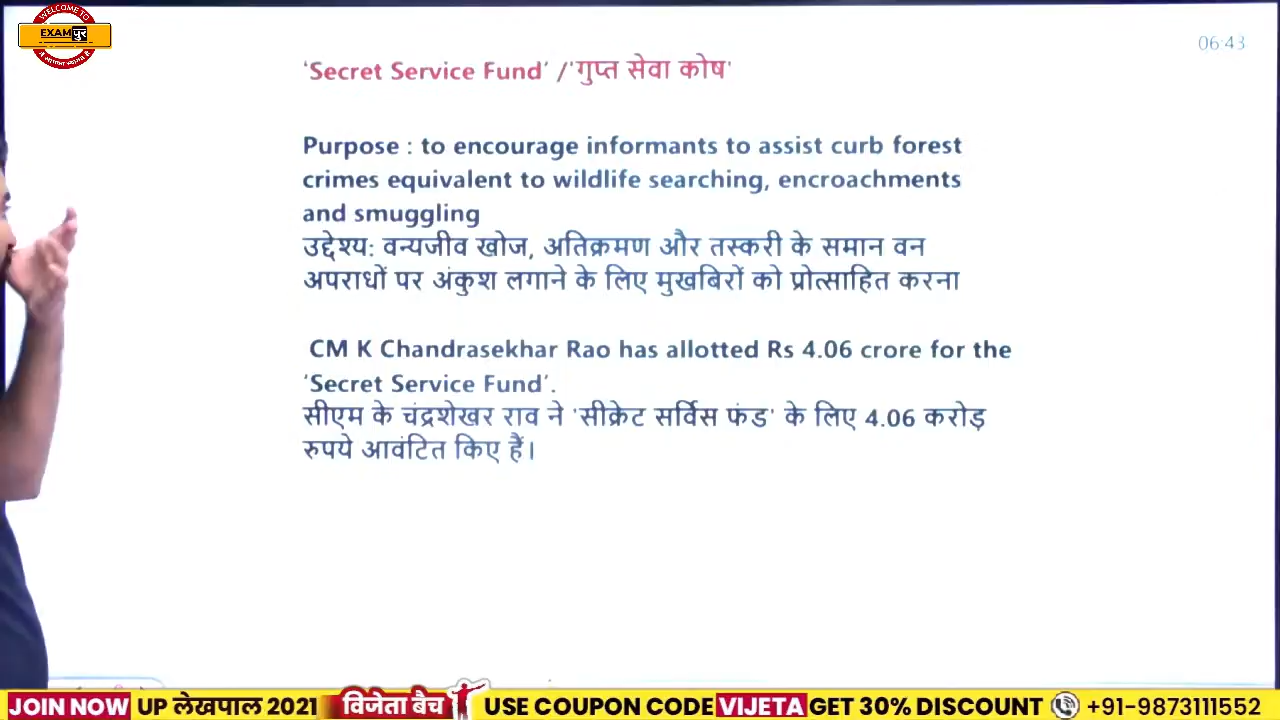 WELCOME TO
EXAMपुर
06:43
'Secret Service Fund' /'गुप्त सेवा कोष'
Purpose : to encourage informants to assist curb forest
crimes equivalent to wildlife searching, encroachments
and smuggling
उद्देश्य: वन्यजीव खोज, अतिक्रमण और तस्करी के समान वन
अपराधों पर अंकुश लगाने के लिए मुखबिरों को प्रोत्साहित करना
CM K Chandrasekhar Rao has allotted Rs 4.06 crore for the
'Secret Service Fund'.
सीएम के चंद्रशेखर राव ने 'सीक्रेट सर्विस फंड' के लिए 4.06 करोड़
रुपये आवंटित किए हैं।
JOIN NOW UP लेखपाल 2021 विजेता बैच USE COUPON CODE VIJETA GET 30% DISCOUNT +91-9873111552